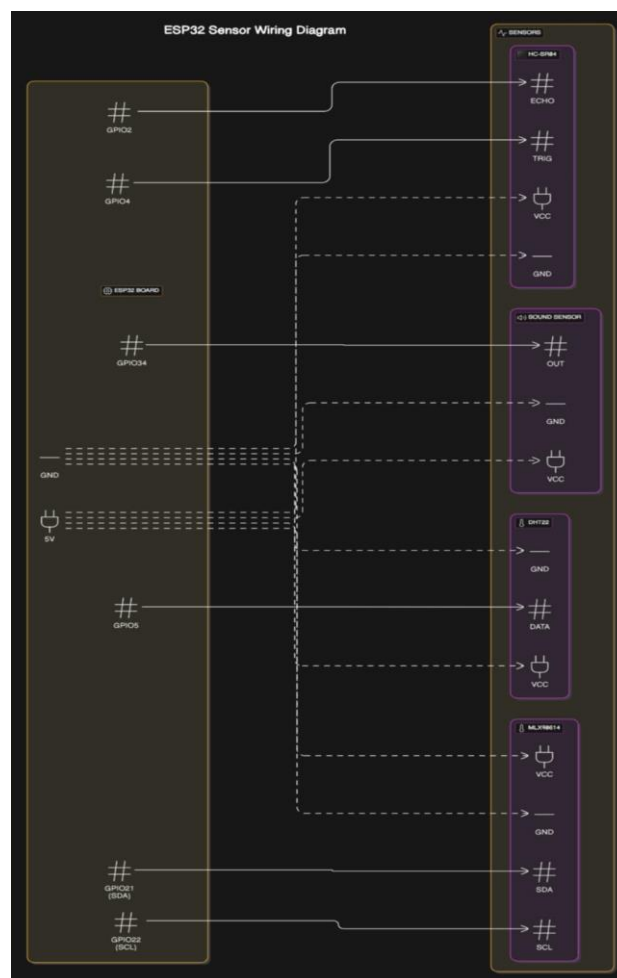 ESP32 Sensor Wiring Diagram
SENSORS
HC-SR04
ECHO
TRIG
VCC
GND
GPIO2
GPIO4
ESP32 BOARD
GPIO34
GND
5V
GPIO5
GPIO21
(SDA)
GPIO22
(SCL)
SOUND SENSOR
OUT
GND
VCC
DHT22
GND
DATA
VCC
MLX90614
VCC
GND
SDA
SCL